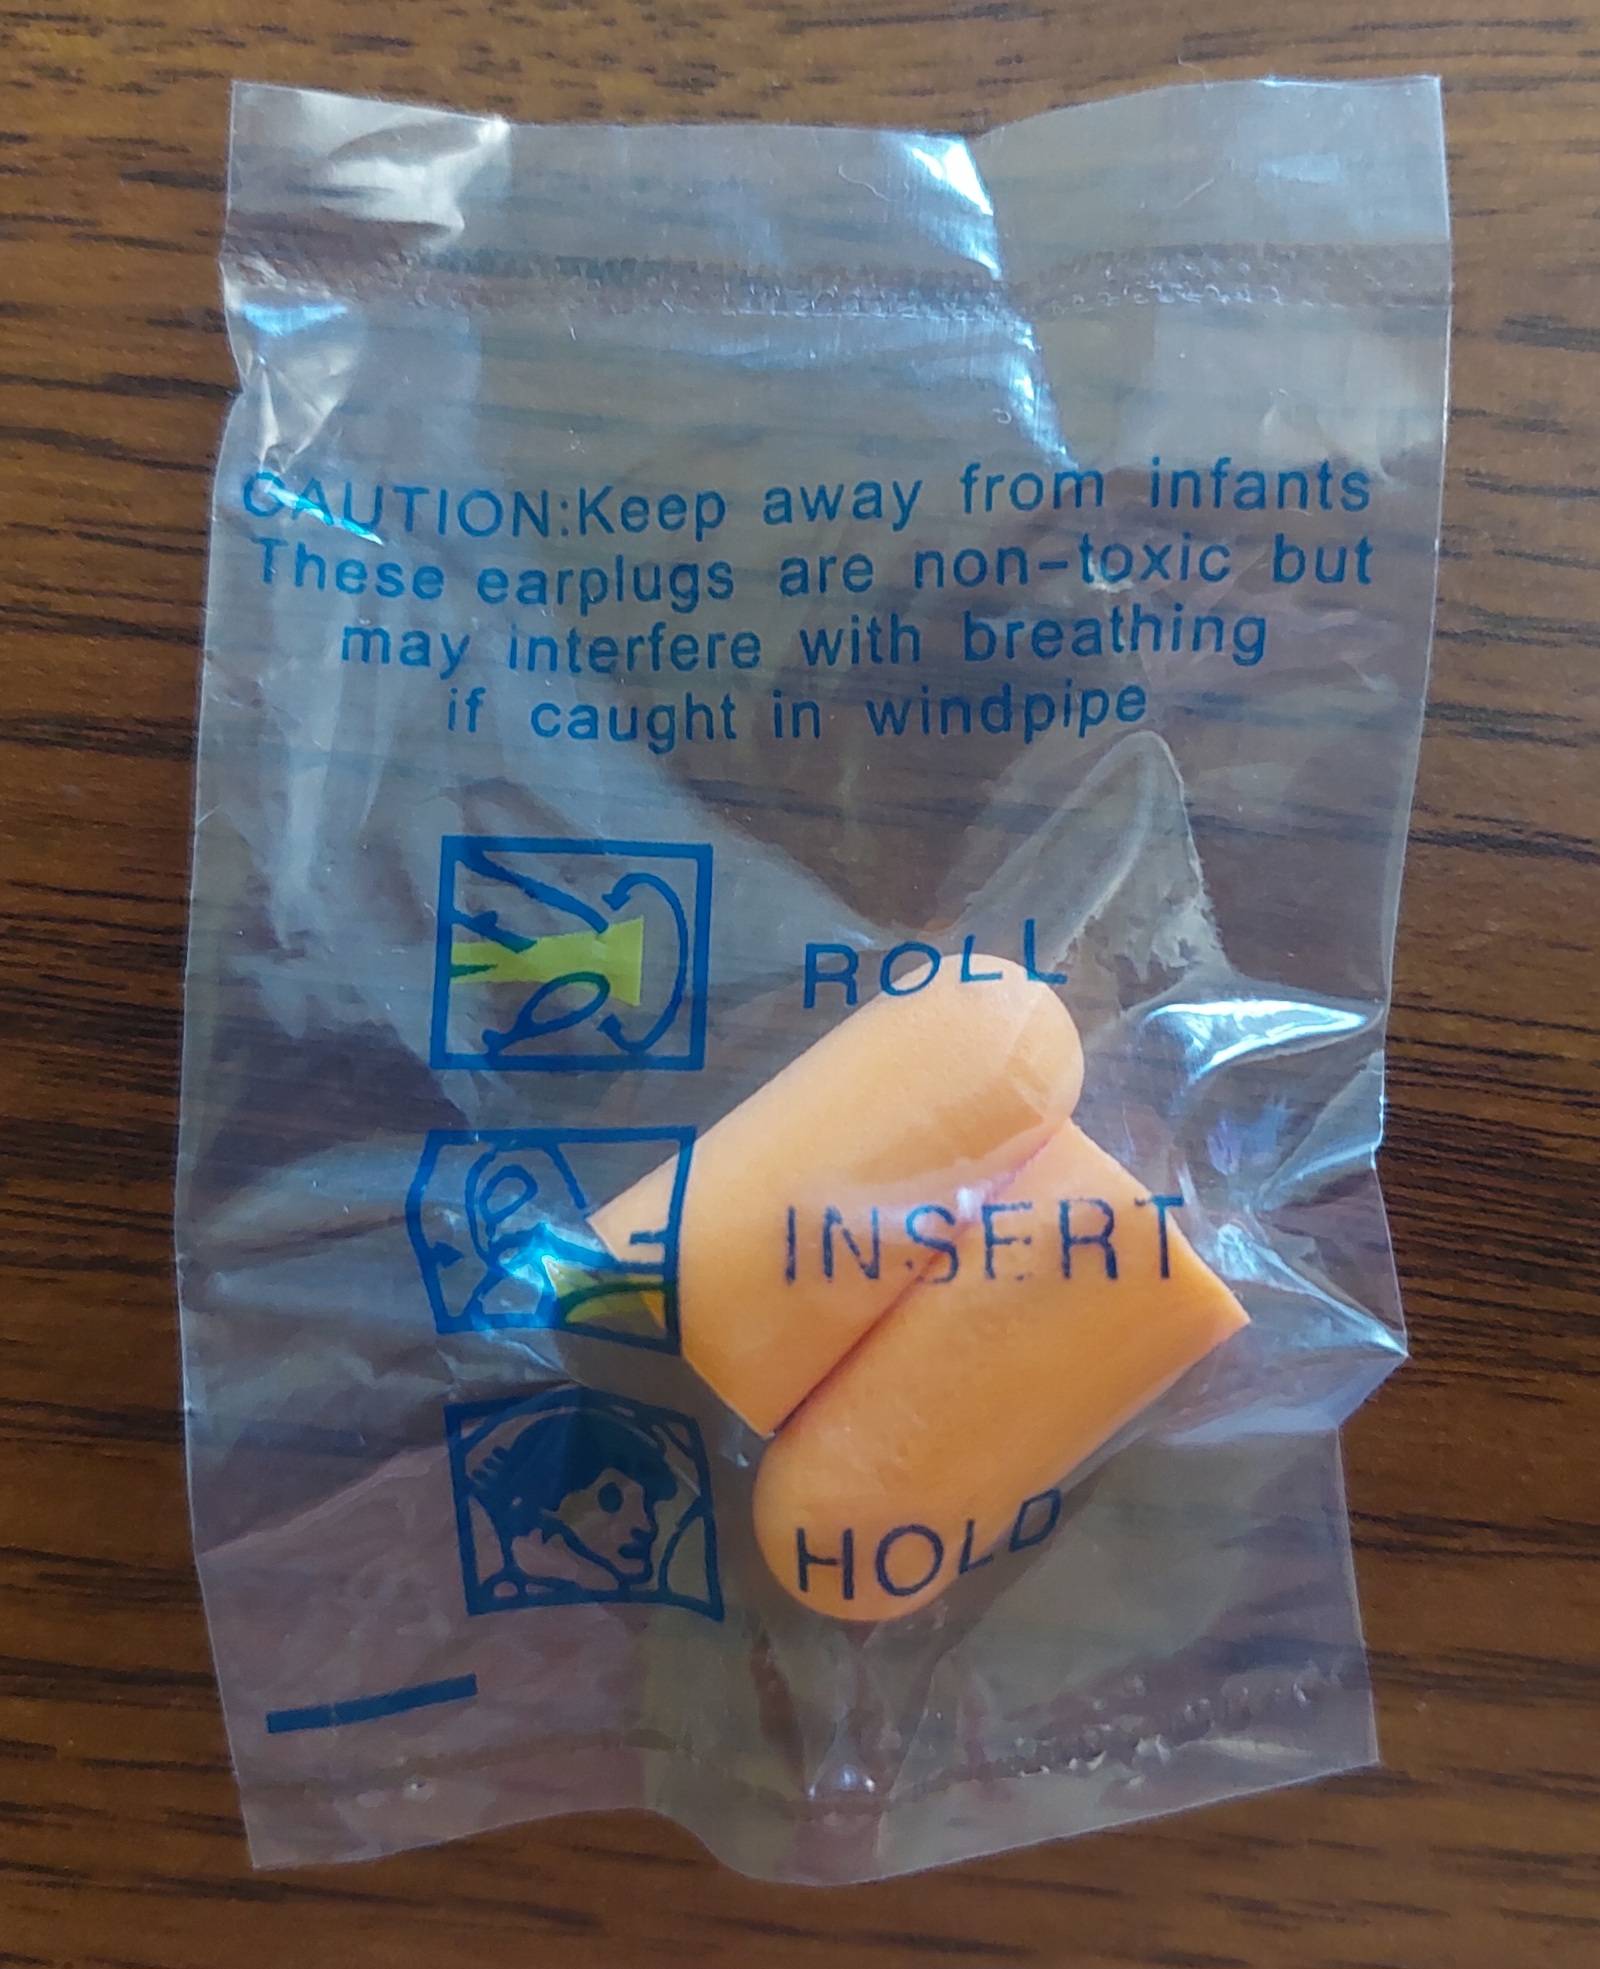 CAUTION:Keep away from infants
These earplugs are non-toxic but
may interfere with breathing
if caught in windpipe
ROLL
INSERT
HOLD